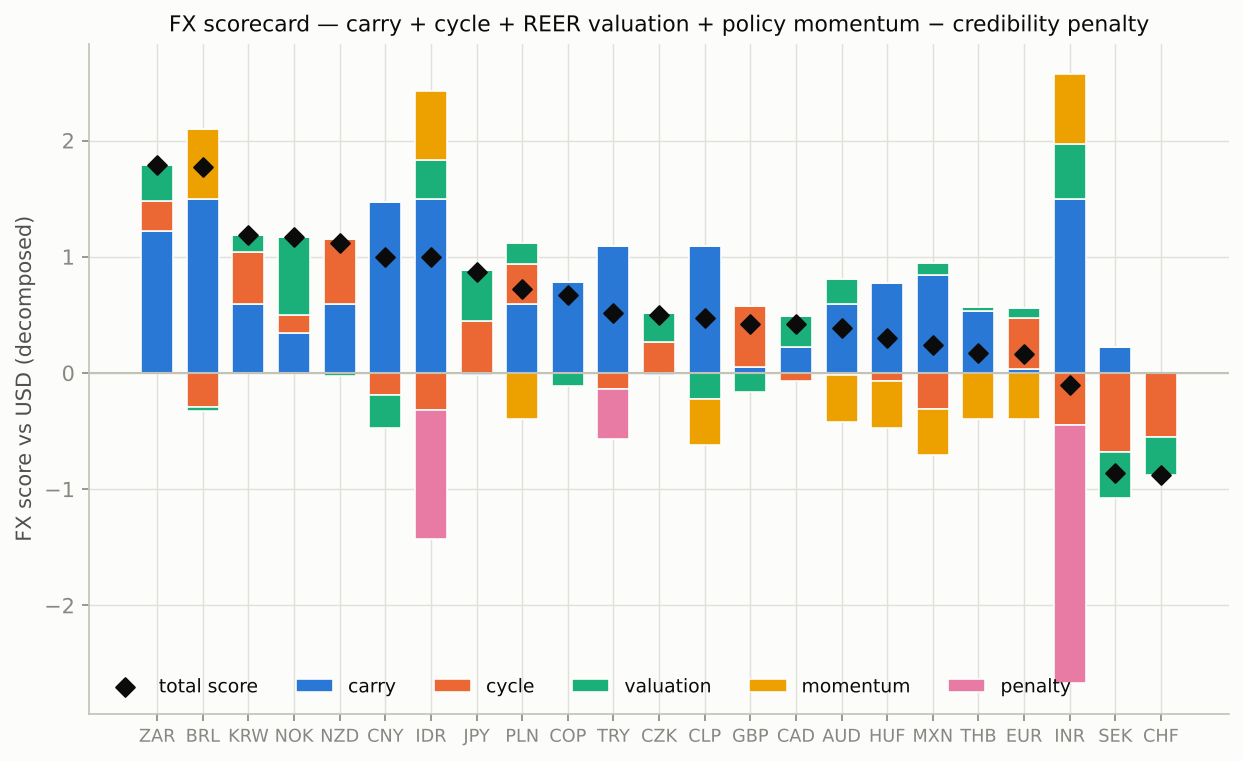 FX scorecard — carry + cycle + REER valuation + policy momentum − credibility penalty
FX score vs USD (decomposed)
2
1
0
−1
−2
total score carry cycle valuation momentum penalty
ZAR BRL KRW NOK NZD CNY IDR JPY PLN COP TRY CZK CLP GBP CAD AUD HUF MXN THB EUR INR SEK CHF